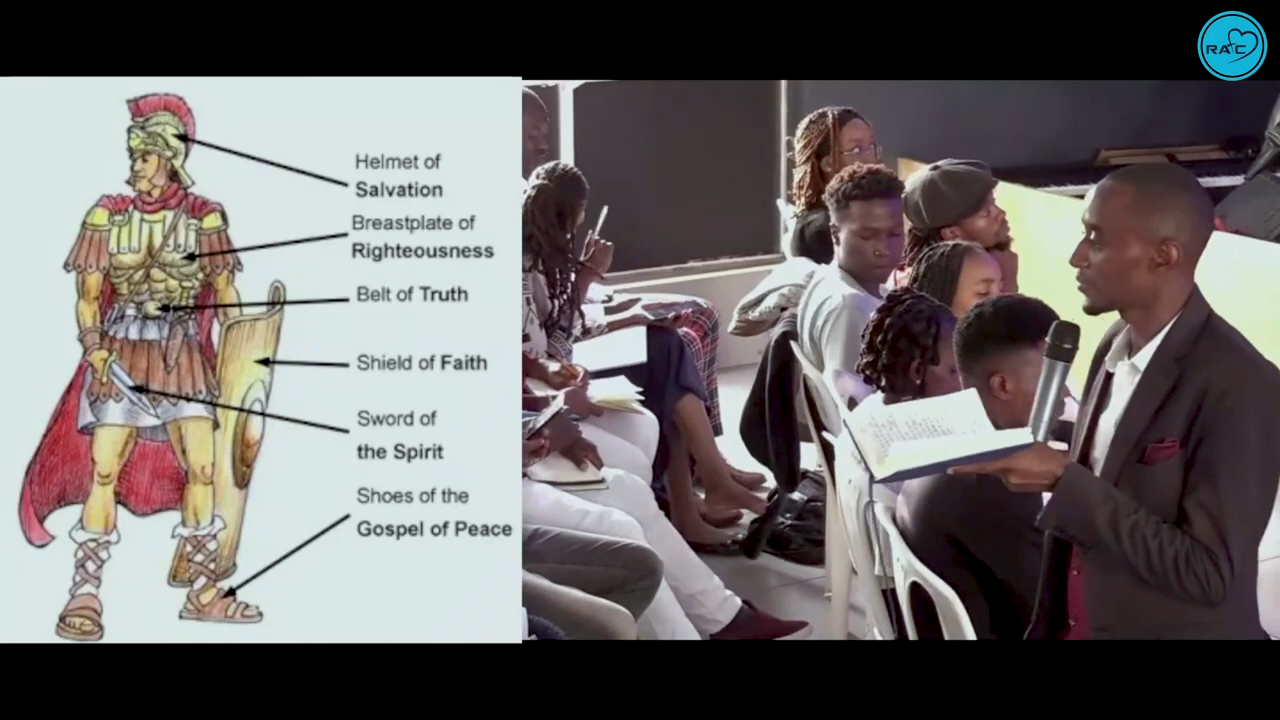 RAFC
Helmet of
Salvation
Breastplate of
Righteousness
Belt of Truth
Shield of Faith
Sword of
the Spirit
Shoes of the
Gospel of Peace